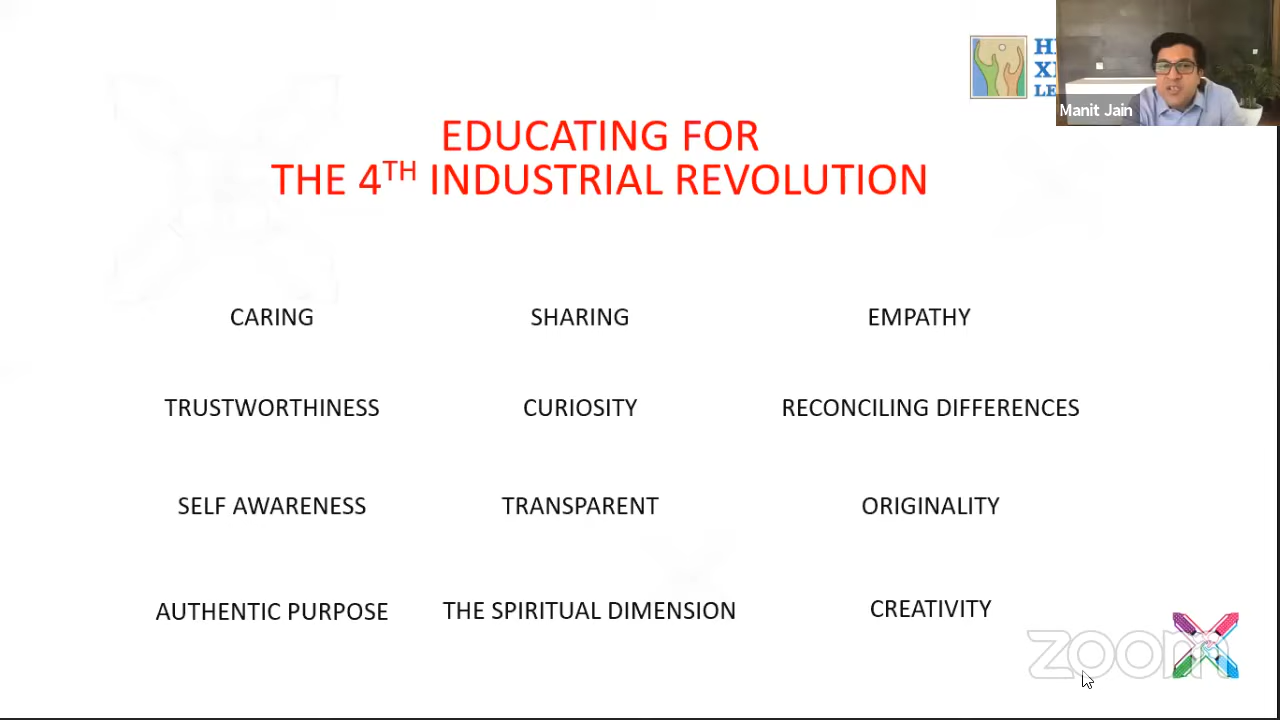 H
X
LE
Manit Jain
EDUCATING FOR
THE 4TH INDUSTRIAL REVOLUTION
CARING SHARING EMPATHY
TRUSTWORTHINESS CURIOSITY RECONCILING DIFFERENCES
SELF AWARENESS TRANSPARENT ORIGINALITY
AUTHENTIC PURPOSE THE SPIRITUAL DIMENSION CREATIVITY
zoom